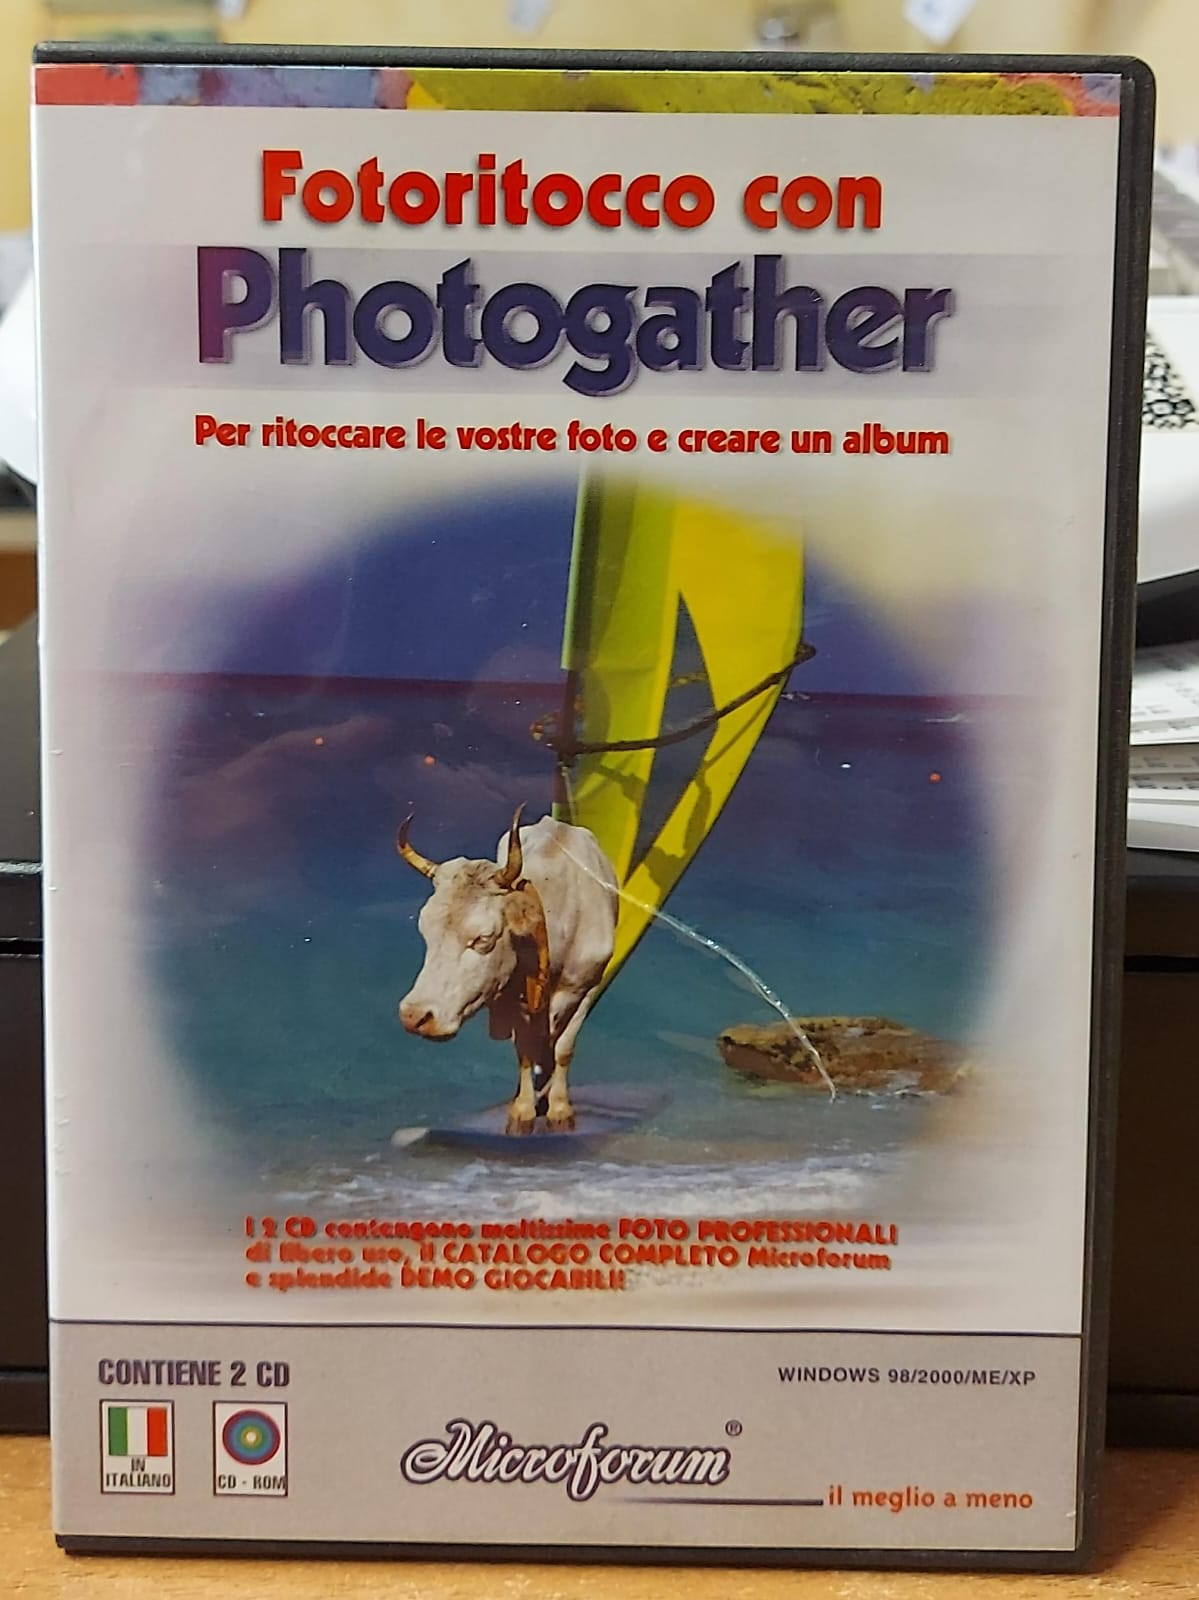 Fotoritocco con
Photogather
Per ritoccare le vostre foto e creare un album
I 2 CD contengono moltissime FOTO PROFESSIONALI
di libero uso, il CATALOGO COMPLETO Microforum
e splendide DEMO GIOCABILI!
CONTIENE 2 CD
WINDOWS 98/2000/ME/XP
IN
ITALIANO
CD - ROM
Microforum®
il meglio a meno